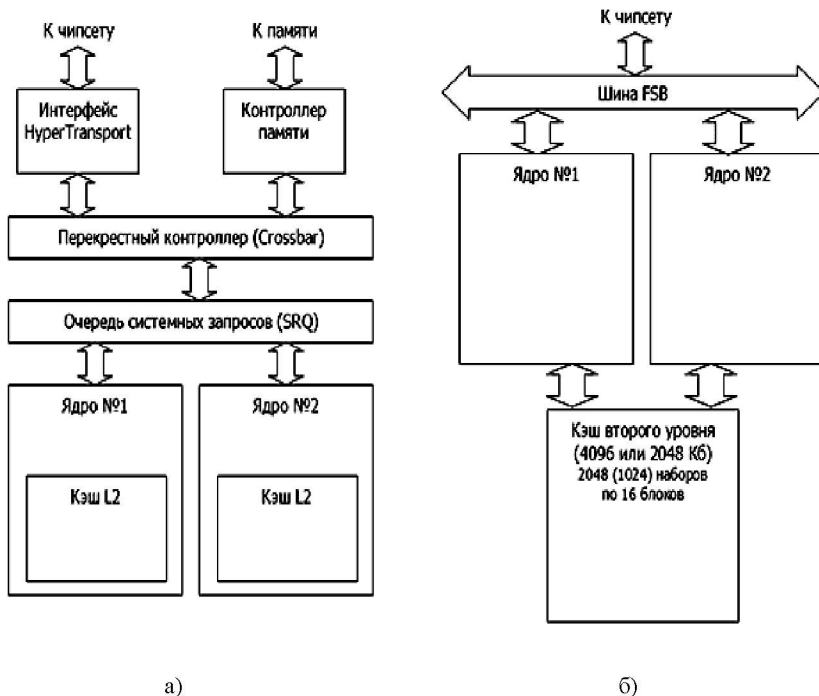 К чипсету
К памяти
Интерфейс
HyperTransport
Контроллер
памяти
Перекрестный контроллер (Crossbar)
Очередь системных запросов (SRQ)
Ядро №1
Ядро №2
Кэш L2
Кэш L2
а)
К чипсету
Шина FSB
Ядро №1
Ядро №2
Кэш второго уровня
(4096 или 2048 Кб)
2048 (1024) наборов
по 16 блоков
б)